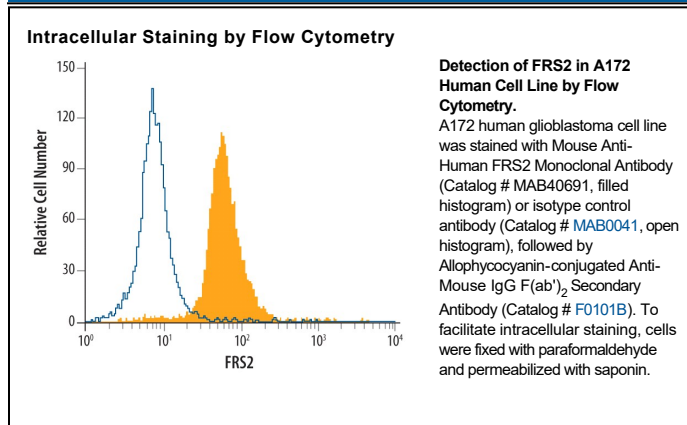 Intracellular Staining by Flow Cytometry
150
120
90
60
30
0
Relative Cell Number
10⁰
10¹
10²
10³
10⁴
FRS2
Detection of FRS2 in A172
Human Cell Line by Flow
Cytometry.
A172 human glioblastoma cell line
was stained with Mouse Anti-
Human FRS2 Monoclonal Antibody
(Catalog # MAB40691, filled
histogram) or isotype control
antibody (Catalog # MAB0041, open
histogram), followed by
Allophycocyanin-conjugated Anti-
Mouse IgG F(ab')₂ Secondary
Antibody (Catalog # F0101B). To
facilitate intracellular staining, cells
were fixed with paraformaldehyde
and permeabilized with saponin.